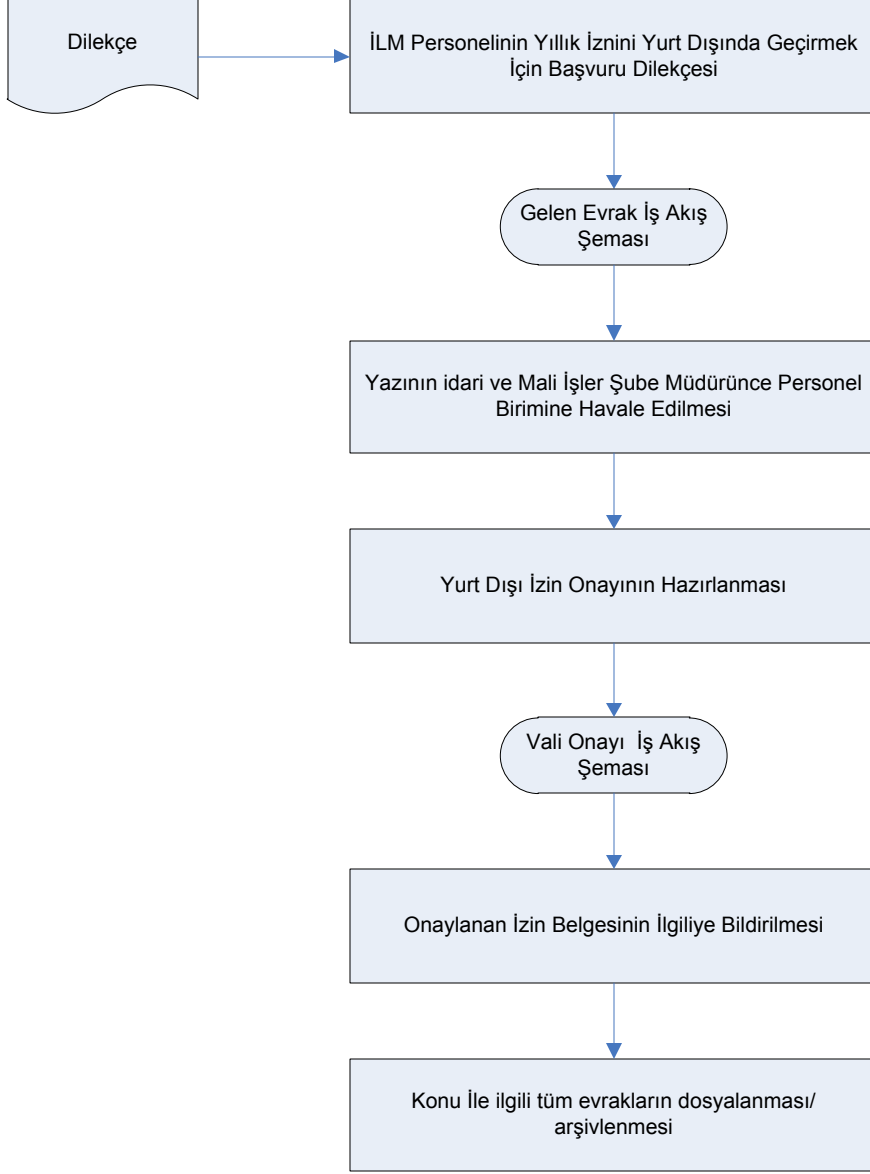 Dilekçe
İLM Personelinin Yıllık İznini Yurt Dışında Geçirmek
İçin Başvuru Dilekçesi
Gelen Evrak İş Akış
Şeması
Yazının idari ve Mali İşler Şube Müdürünce Personel
Birimine Havale Edilmesi
Yurt Dışı İzin Onayının Hazırlanması
Vali Onayı  İş Akış
Şeması
Onaylanan İzin Belgesinin İlgiliye Bildirilmesi
Konu İle ilgili tüm evrakların dosyalanması/
arşivlenmesi